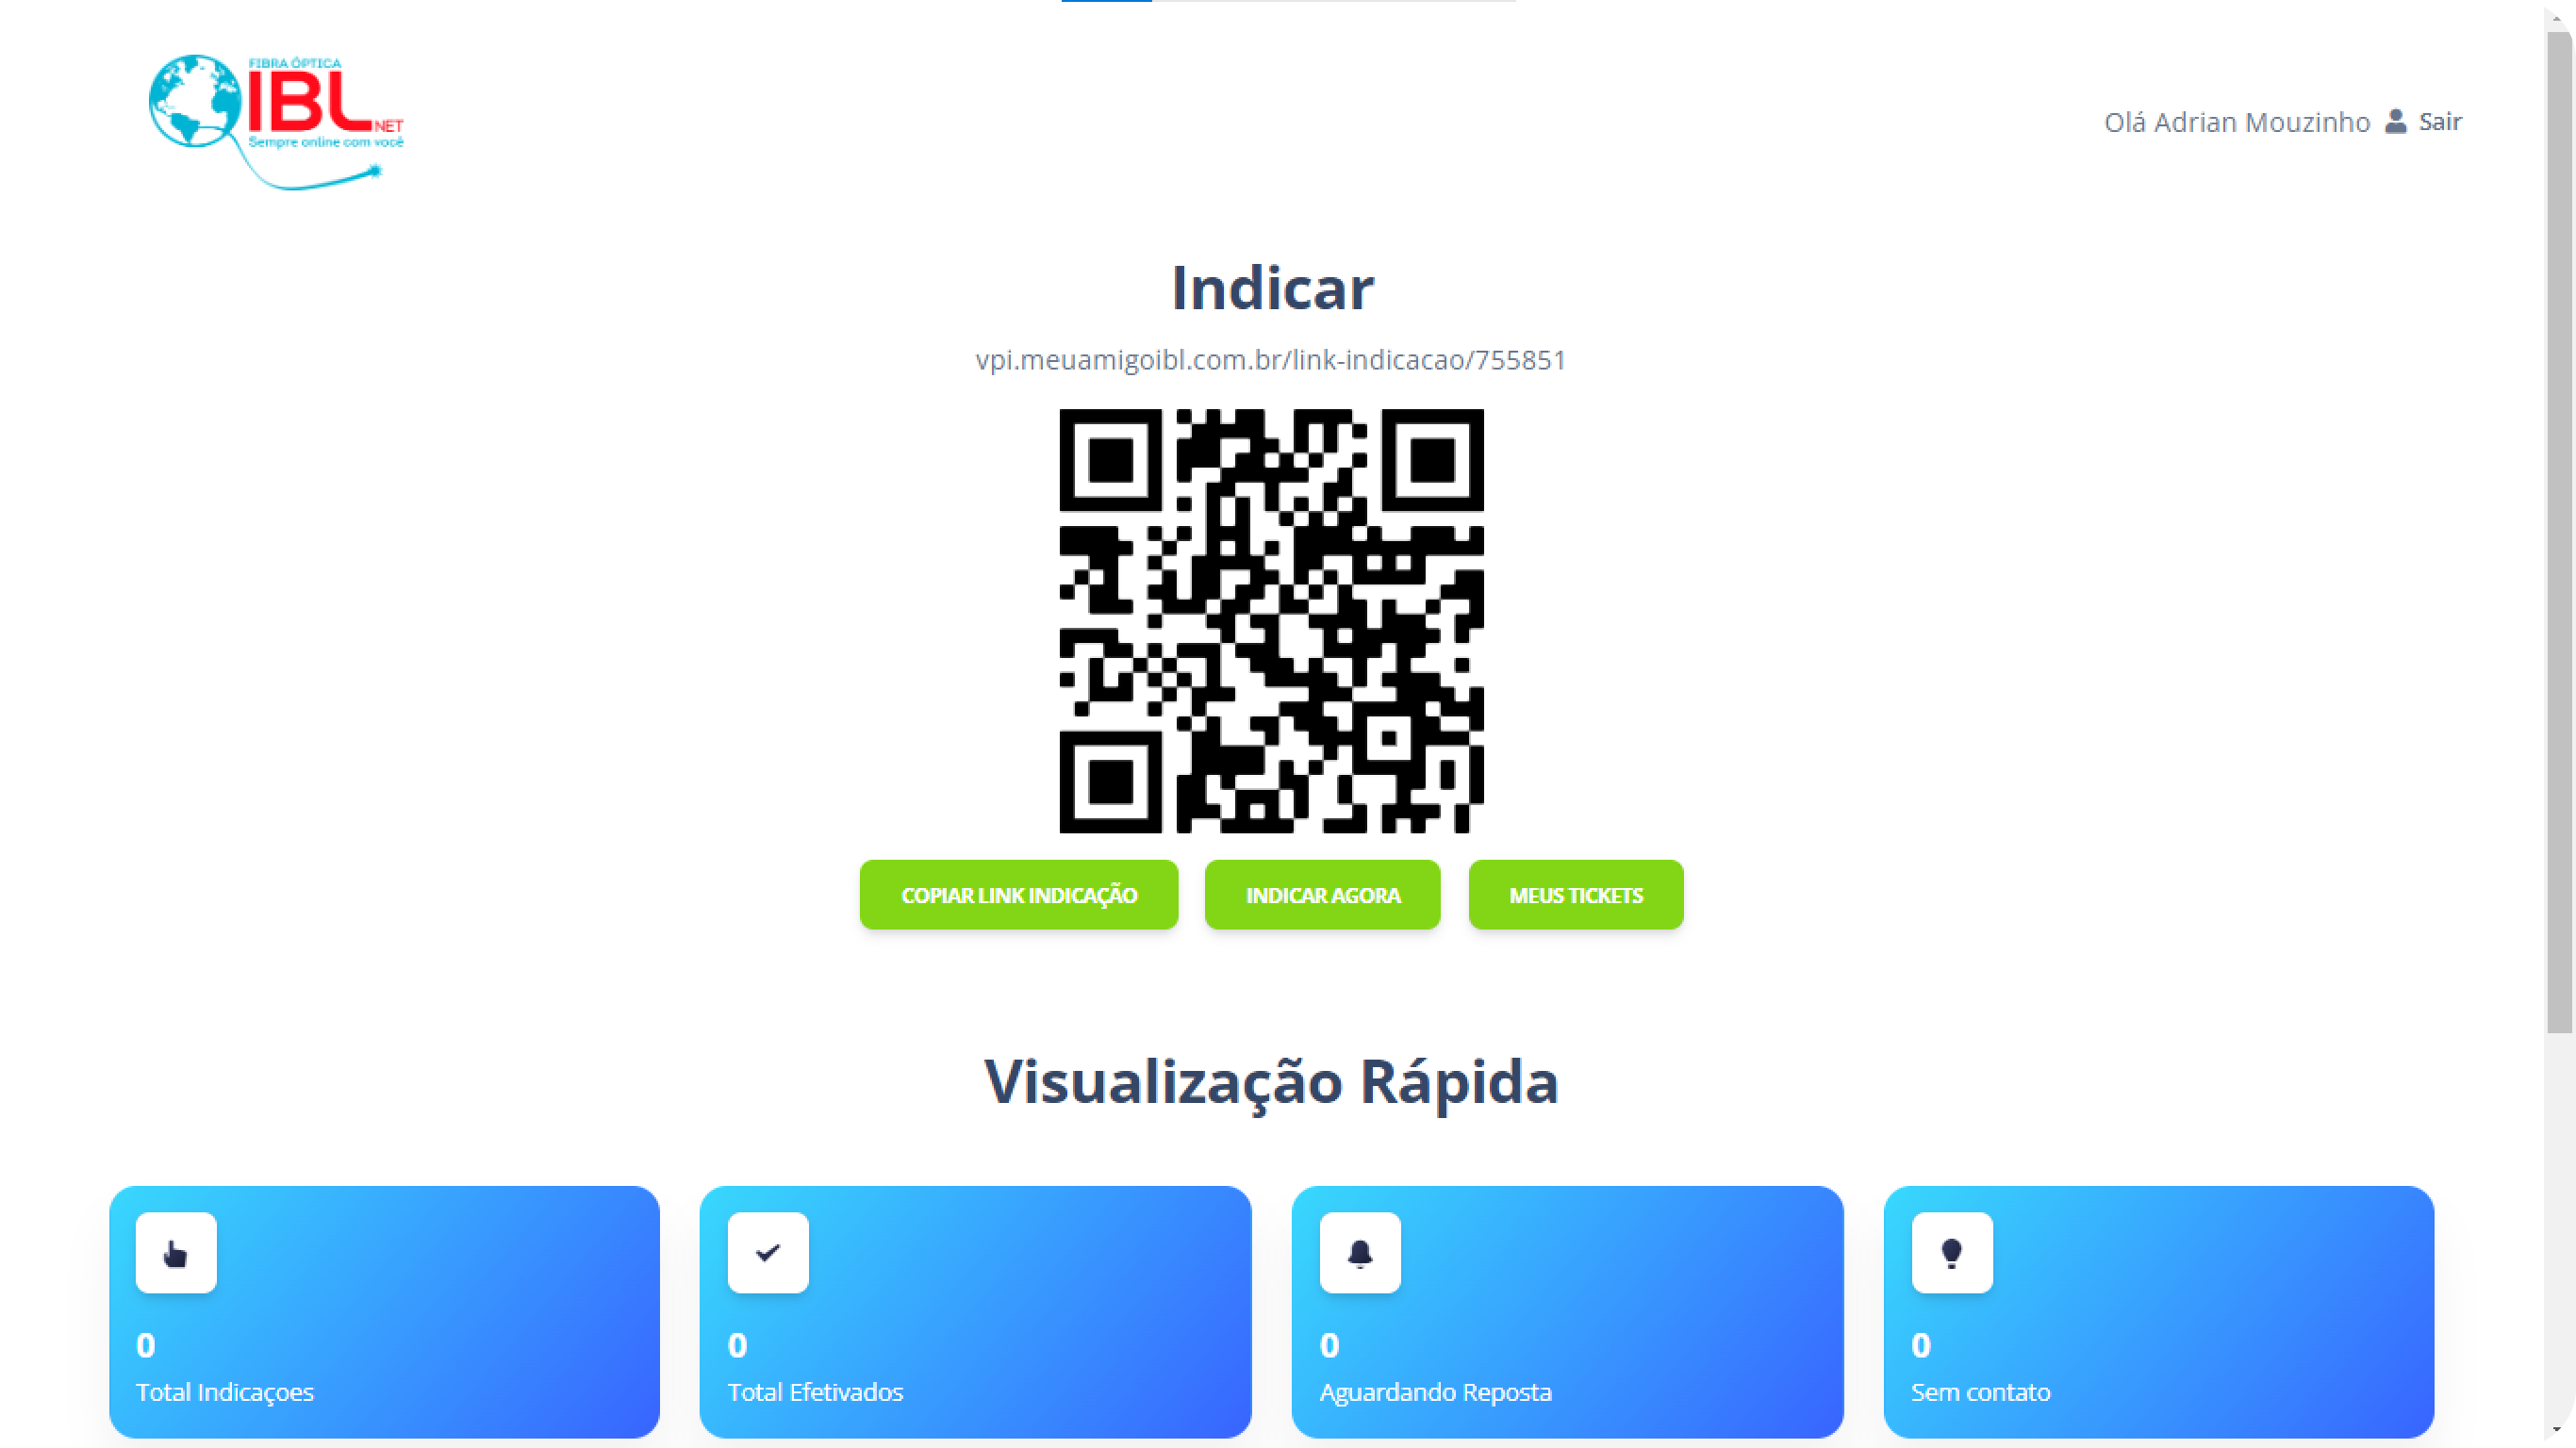 FIBRA ÓPTICA
IBL.NET
Sempre online com você
Olá Adrian Mouzinho Sair
Indicar
vpi.meuamigoibl.com.br/link-indicacao/755851
COPIAR LINK INDICAÇÃO INDICAR AGORA MEUS TICKETS
Visualização Rápida
0 0 0 0
Total Indicaçoes Total Efetivados Aguardando Reposta Sem contato